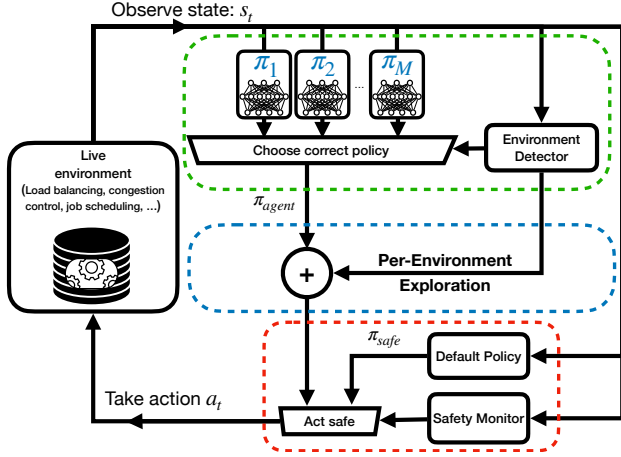 Observe state: s_t
π_1 π_2 ... π_M
Choose correct policy
Environment
Detector
Live
environment
(Load balancing, congestion
control, job scheduling, ...)
π_agent
+
Per-Environment
Exploration
π_safe
Default Policy
Take action a_t
Act safe
Safety Monitor